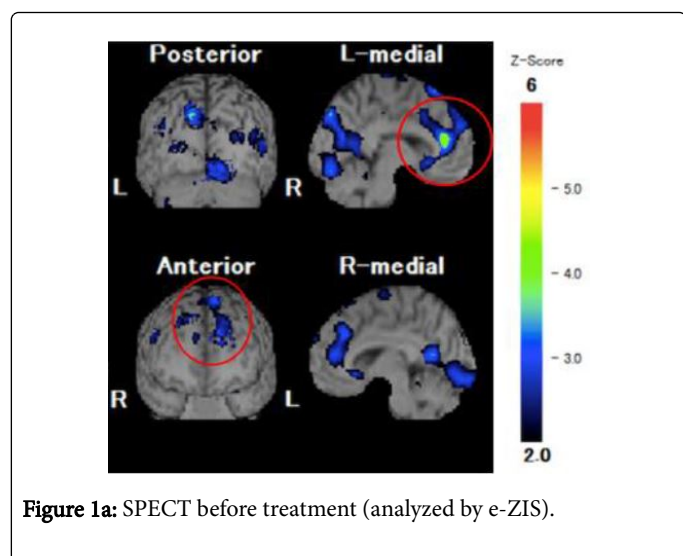 Posterior
L-medial
Z-Score
6
L
R
5.0
4.0
Anterior
R-medial
3.0
R
L
2.0
Figure 1a: SPECT before treatment (analyzed by e-ZIS).